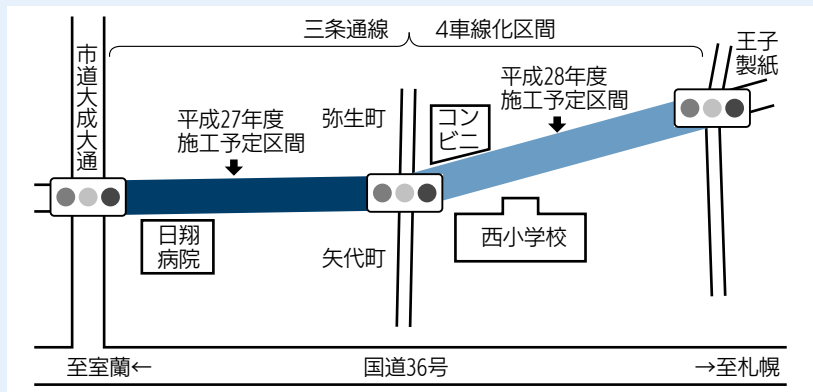 三条通線 4車線化区間
王子
製紙
市道大成大通
平成28年度
施工予定区間
平成27年度
施工予定区間
弥生町
コン
ビニ
日翔
病院
矢代町
西小学校
至室蘭←
国道36号
→至札幌